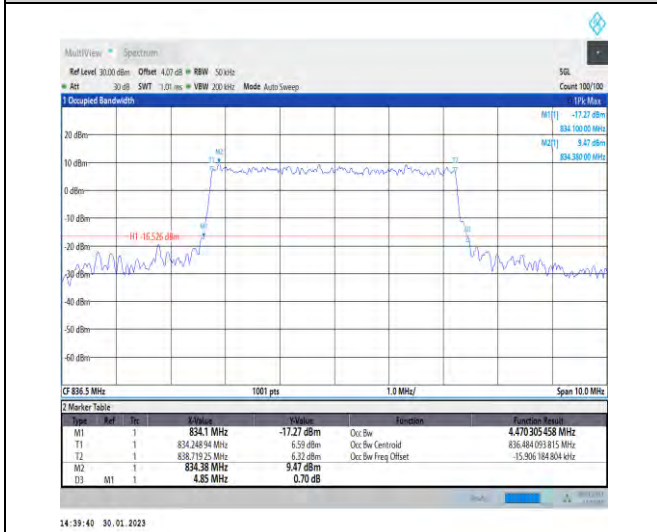 MultiView Spectrum
Ref Level 30.00 dBm Offset 4.07 dB RBW 50 kHz SGL
Att 30 dB SWT 1.01 ms VBW 200 kHz Mode Auto Sweep Count 100/100
1 Occupied Bandwidth 1Pk Max
M1[1] -17.27 dBm
834.100 00 MHz
20 dBm M2[1] 9.47 dBm
834.380 00 MHz
M2
10 dBm T1 T2
0 dBm
-10 dBm
M1 D3
H1 -16.526 dBm
-20 dBm
-30 dBm
-40 dBm
-50 dBm
-60 dBm
CF 836.5 MHz 1001 pts 1.0 MHz/ Span 10.0 MHz
2 Marker Table
Type Ref Trc X-Value Y-Value Function Function Result
M1 1 834.1 MHz -17.27 dBm Occ Bw 4.470 305 458 MHz
T1 1 834.248 94 MHz 6.59 dBm Occ Bw Centroid 836.484 093 815 MHz
T2 1 838.719 25 MHz 6.32 dBm Occ Bw Freq Offset -15.906 184 804 kHz
M2 1 834.38 MHz 9.47 dBm
D3 M1 1 4.85 MHz 0.70 dB
14:39:40 30.01.2023